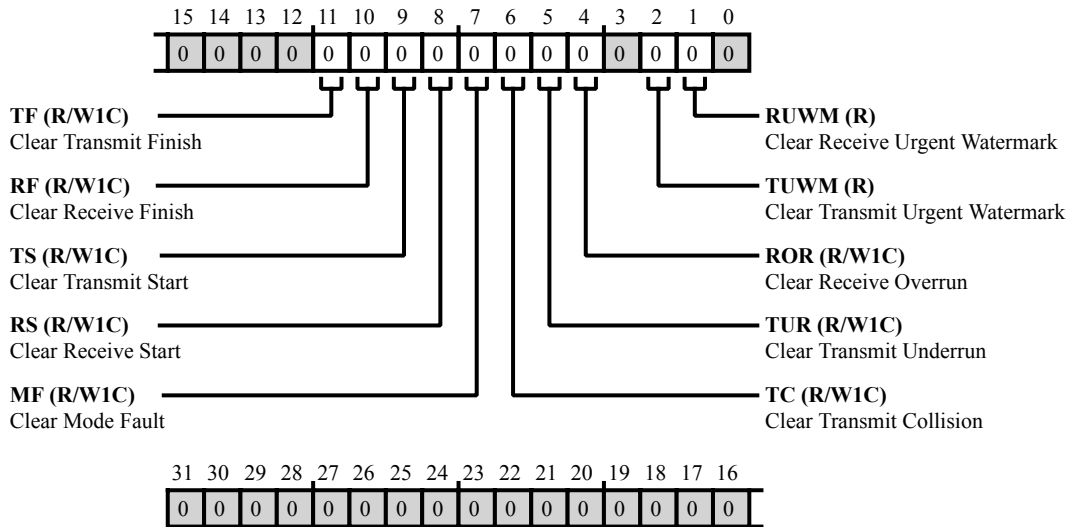 15 14 13 12 11 10 9 8 7 6 5 4 3 2 1 0
0 0 0 0 0 0 0 0 0 0 0 0 0 0 0 0
TF (R/W1C)
Clear Transmit Finish
RF (R/W1C)
Clear Receive Finish
TS (R/W1C)
Clear Transmit Start
RS (R/W1C)
Clear Receive Start
MF (R/W1C)
Clear Mode Fault
RUWM (R)
Clear Receive Urgent Watermark
TUWM (R)
Clear Transmit Urgent Watermark
ROR (R/W1C)
Clear Receive Overrun
TUR (R/W1C)
Clear Transmit Underrun
TC (R/W1C)
Clear Transmit Collision
31 30 29 28 27 26 25 24 23 22 21 20 19 18 17 16
0 0 0 0 0 0 0 0 0 0 0 0 0 0 0 0